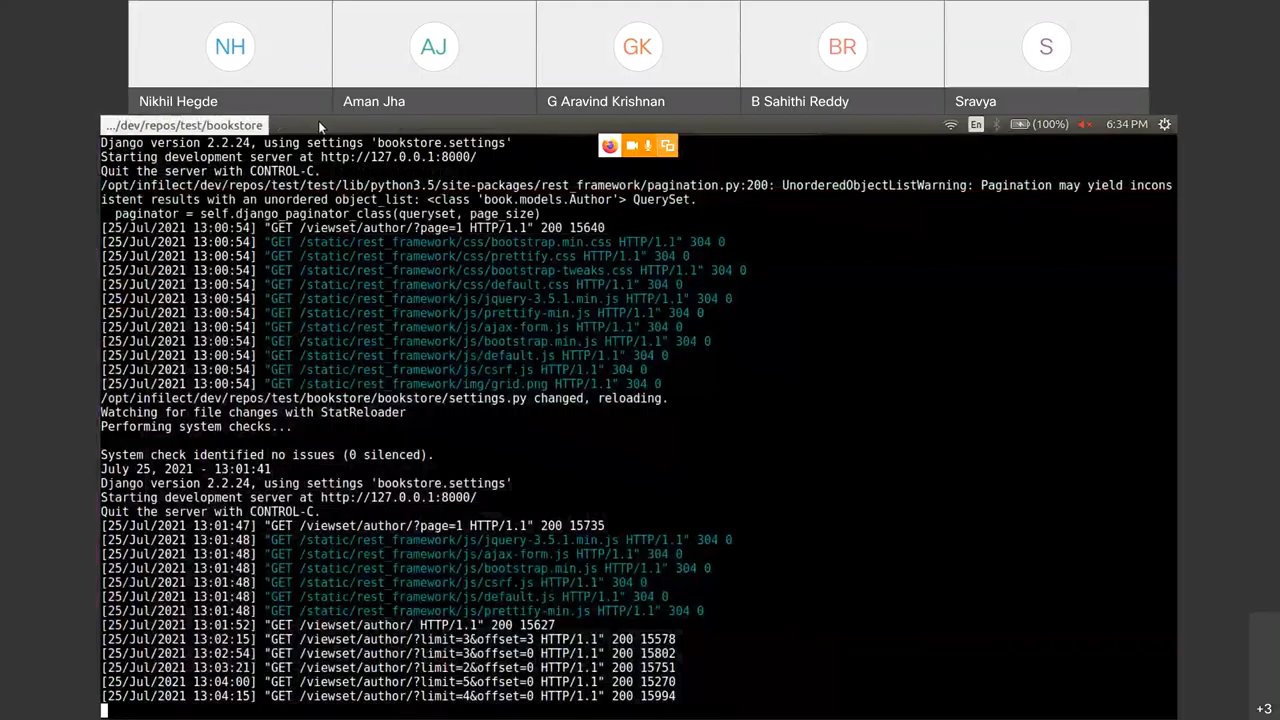 NH
AJ
GK
BR
S
Nikhil Hegde
Aman Jha
G Aravind Krishnan
B Sahithi Reddy
Sravya
.../dev/repos/test/bookstore
En
(100%)
6:34 PM
Django version 2.2.24, using settings 'bookstore.settings'
Starting development server at http://127.0.0.1:8000/
Quit the server with CONTROL-C.
/opt/infilect/dev/repos/test/test/lib/python3.5/site-packages/rest_framework/pagination.py:200: UnorderedObjectListWarning: Pagination may yield incons
istent results with an unordered object_list: <class 'book.models.Author'> QuerySet.
  paginator = self.django_paginator_class(queryset, page_size)
[25/Jul/2021 13:00:54] "GET /viewset/author/?page=1 HTTP/1.1" 200 15640
[25/Jul/2021 13:00:54] "GET /static/rest_framework/css/bootstrap.min.css HTTP/1.1" 304 0
[25/Jul/2021 13:00:54] "GET /static/rest_framework/css/prettify.css HTTP/1.1" 304 0
[25/Jul/2021 13:00:54] "GET /static/rest_framework/css/bootstrap-tweaks.css HTTP/1.1" 304 0
[25/Jul/2021 13:00:54] "GET /static/rest_framework/css/default.css HTTP/1.1" 304 0
[25/Jul/2021 13:00:54] "GET /static/rest_framework/js/jquery-3.5.1.min.js HTTP/1.1" 304 0
[25/Jul/2021 13:00:54] "GET /static/rest_framework/js/prettify-min.js HTTP/1.1" 304 0
[25/Jul/2021 13:00:54] "GET /static/rest_framework/js/ajax-form.js HTTP/1.1" 304 0
[25/Jul/2021 13:00:54] "GET /static/rest_framework/js/bootstrap.min.js HTTP/1.1" 304 0
[25/Jul/2021 13:00:54] "GET /static/rest_framework/js/default.js HTTP/1.1" 304 0
[25/Jul/2021 13:00:54] "GET /static/rest_framework/js/csrf.js HTTP/1.1" 304 0
[25/Jul/2021 13:00:54] "GET /static/rest_framework/img/grid.png HTTP/1.1" 304 0
/opt/infilect/dev/repos/test/bookstore/bookstore/settings.py changed, reloading.
Watching for file changes with StatReloader
Performing system checks...
System check identified no issues (0 silenced).
July 25, 2021 - 13:01:41
Django version 2.2.24, using settings 'bookstore.settings'
Starting development server at http://127.0.0.1:8000/
Quit the server with CONTROL-C.
[25/Jul/2021 13:01:47] "GET /viewset/author/?page=1 HTTP/1.1" 200 15735
[25/Jul/2021 13:01:48] "GET /static/rest_framework/js/jquery-3.5.1.min.js HTTP/1.1" 304 0
[25/Jul/2021 13:01:48] "GET /static/rest_framework/js/ajax-form.js HTTP/1.1" 304 0
[25/Jul/2021 13:01:48] "GET /static/rest_framework/js/bootstrap.min.js HTTP/1.1" 304 0
[25/Jul/2021 13:01:48] "GET /static/rest_framework/js/csrf.js HTTP/1.1" 304 0
[25/Jul/2021 13:01:48] "GET /static/rest_framework/js/default.js HTTP/1.1" 304 0
[25/Jul/2021 13:01:48] "GET /static/rest_framework/js/prettify-min.js HTTP/1.1" 304 0
[25/Jul/2021 13:01:52] "GET /viewset/author/ HTTP/1.1" 200 15627
[25/Jul/2021 13:02:15] "GET /viewset/author/?limit=3&offset=3 HTTP/1.1" 200 15578
[25/Jul/2021 13:02:54] "GET /viewset/author/?limit=3&offset=0 HTTP/1.1" 200 15802
[25/Jul/2021 13:03:21] "GET /viewset/author/?limit=2&offset=0 HTTP/1.1" 200 15751
[25/Jul/2021 13:04:00] "GET /viewset/author/?limit=5&offset=0 HTTP/1.1" 200 15270
[25/Jul/2021 13:04:15] "GET /viewset/author/?limit=4&offset=0 HTTP/1.1" 200 15994
+3